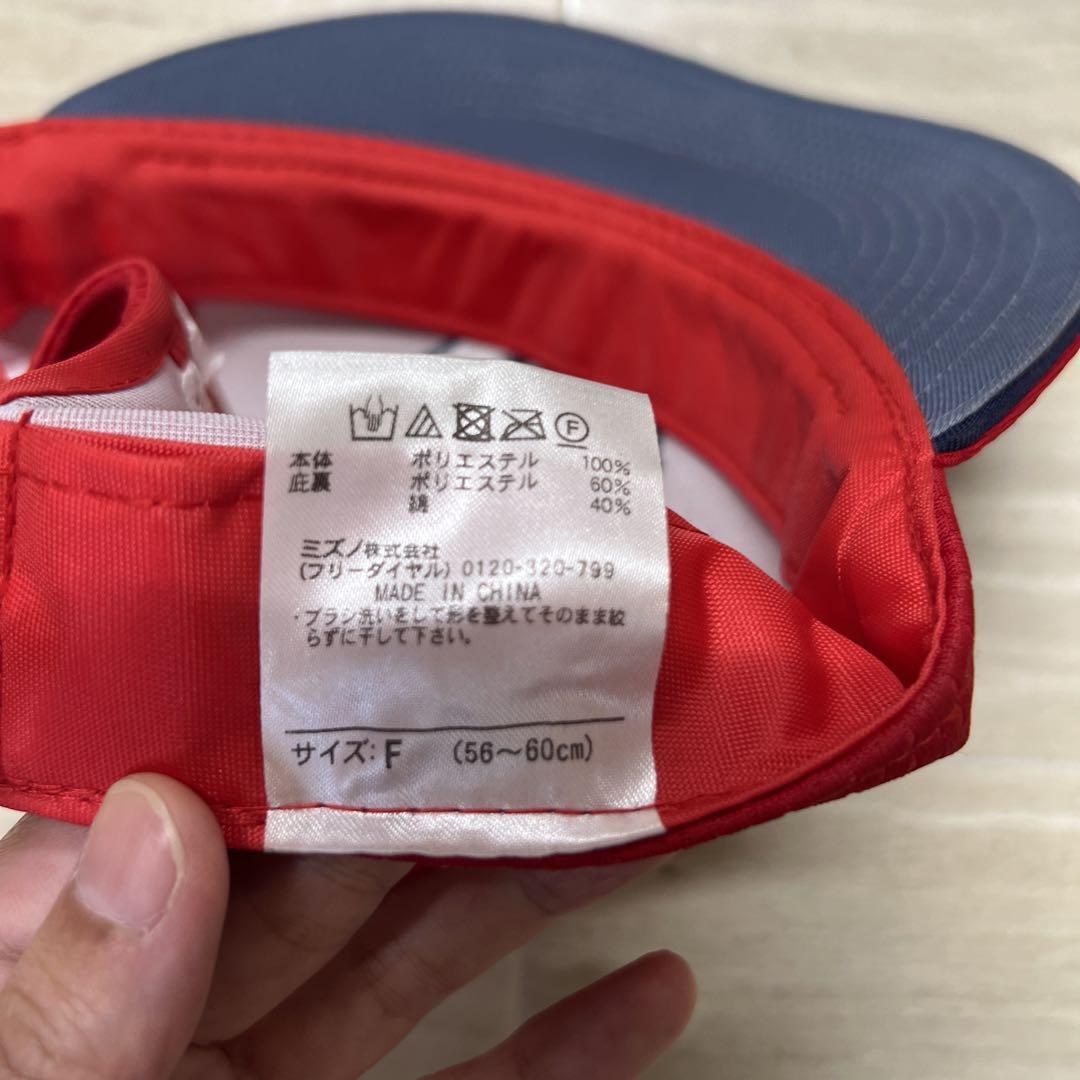 F
本体 ポリエステル 100%
庇裏 ポリエステル 60%
綿 40%
ミズノ株式会社
(フリーダイヤル) 0120-320-799
MADE IN CHINA
・ブラシ洗いをして形を整えてそのまま絞
らずに干して下さい。
サイズ: F (56～60cm)